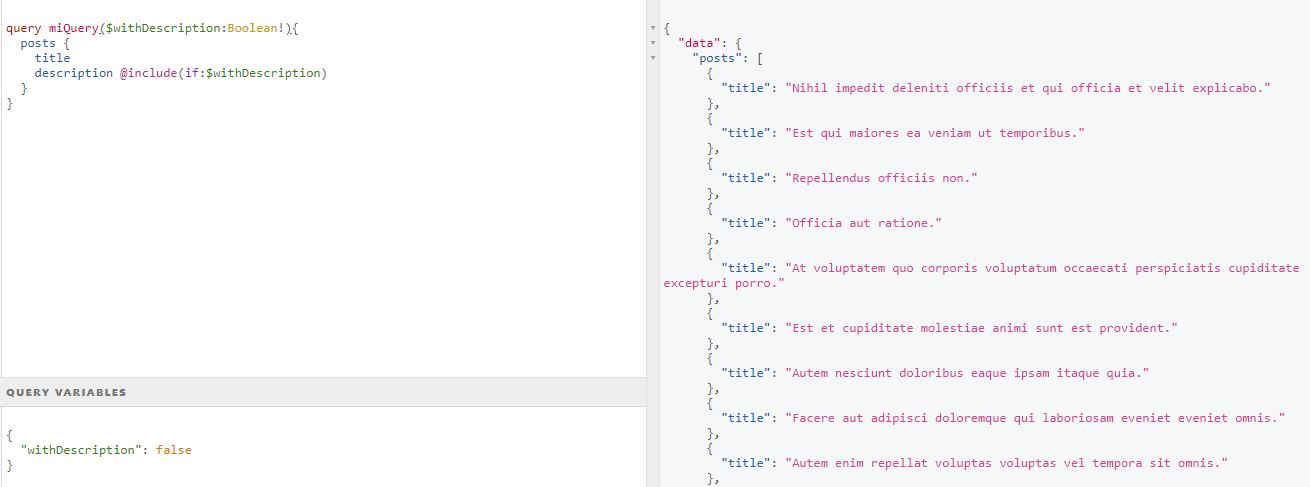 query miQuery($withDescription:Boolean!){
  posts {
    title
    description @include(if:$withDescription)
  }
}
QUERY VARIABLES
{
  "withDescription": false
}
{
  "data": {
    "posts": [
      {
        "title": "Nihil impedit deleniti officiis et qui officia et velit explicabo."
      },
      {
        "title": "Est qui maiores ea veniam ut temporibus."
      },
      {
        "title": "Repellendus officiis non."
      },
      {
        "title": "Officia aut ratione."
      },
      {
        "title": "At voluptatem quo corporis voluptatum occaecati perspiciatis cupiditate
excepturi porro."
      },
      {
        "title": "Est et cupiditate molestiae animi sunt est provident."
      },
      {
        "title": "Autem nesciunt doloribus eaque ipsam itaque quia."
      },
      {
        "title": "Facere aut adipisci doloremque qui laboriosam eveniet eveniet omnis."
      },
      {
        "title": "Autem enim repellat voluptas voluptas vel tempora sit omnis."
      },